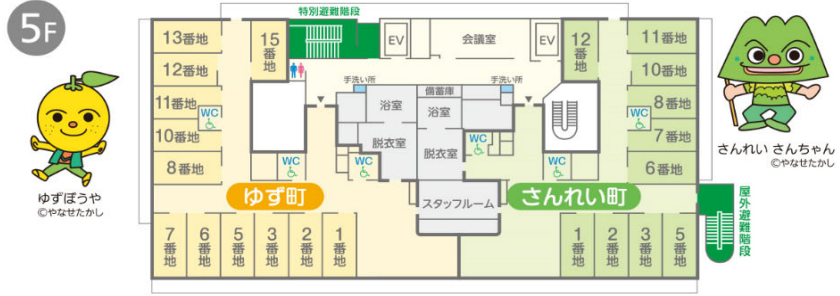 5F
特別避難階段
13番地
15番地
EV
会議室
EV
12番地
11番地
12番地
10番地
手洗い所
備蓄庫
手洗い所
11番地
WC
浴室
浴室
8番地
WC
10番地
7番地
脱衣室
脱衣室
WC
8番地
WC
WC
WC
6番地
ゆず町
さんれい町
スタッフルーム
7番地
6番地
5番地
3番地
2番地
1番地
1番地
2番地
3番地
5番地
屋外避難階段
ゆずぼうや
©やなせたかし
さんれい さんちゃん
©やなせたかし